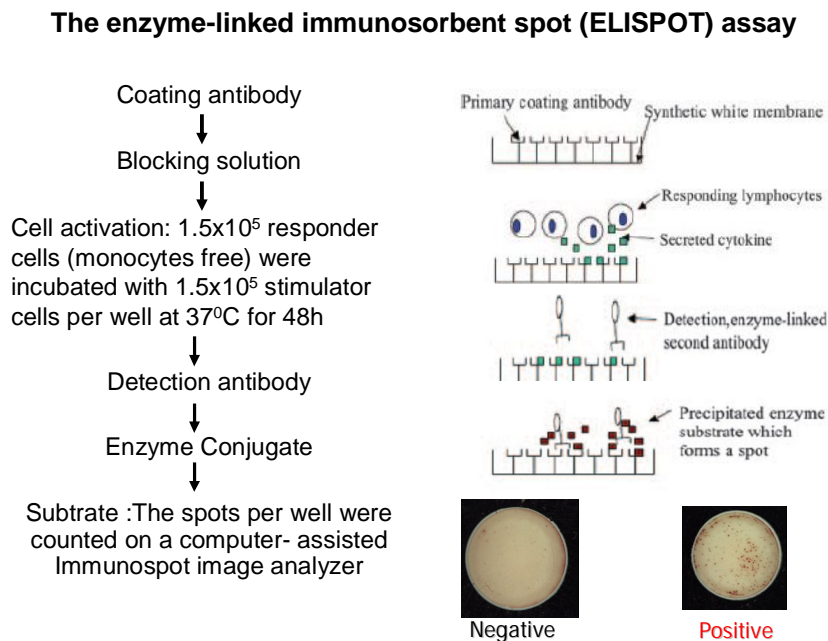 The enzyme-linked immunosorbent spot (ELISPOT) assay
Coating antibody
Blocking solution
Cell activation: 1.5x10⁵ responder
cells (monocytes free) were
incubated with 1.5x10⁵ stimulator
cells per well at 37⁰C for 48h
Detection antibody
Enzyme Conjugate
Subtrate :The spots per well were
counted on a computer- assisted
Immunospot image analyzer
Primary coating antibody
Synthetic white membrane
Responding lymphocytes
Secreted cytokine
Detection,enzyme-linked
second antibody
Precipitated enzyme
substrate which
forms a spot
Negative
Positive